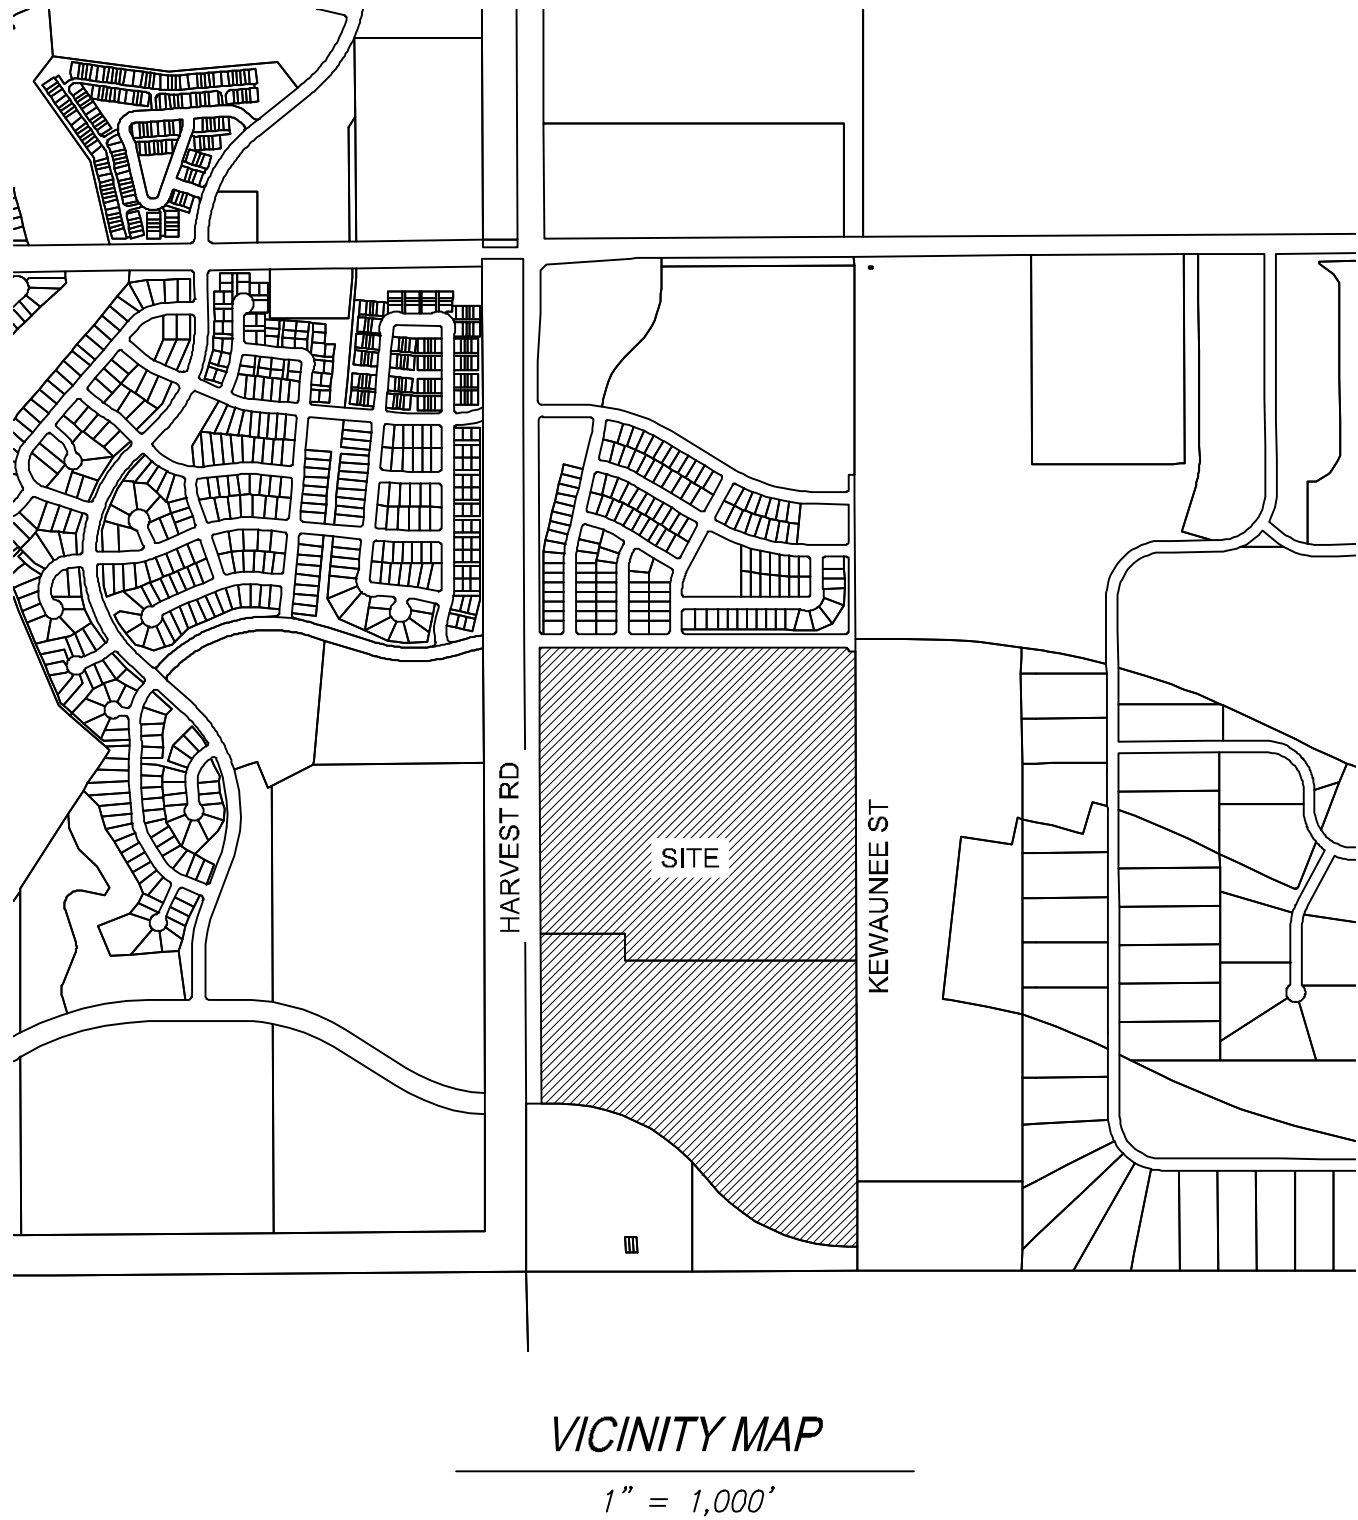 HARVEST RD
SITE
KEWAUNEE ST
VICINITY MAP
1" = 1,000'